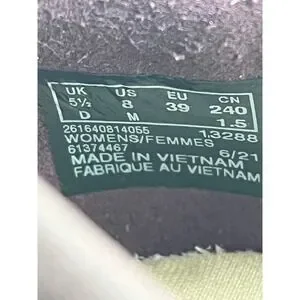 UK US EU CN
5½ 8 39 240
D M 1.5
261640814055 13288
WOMENS/FEMMES
61374467 6/21
MADE IN VIETNAM
FABRIQUE AU VIETNAM